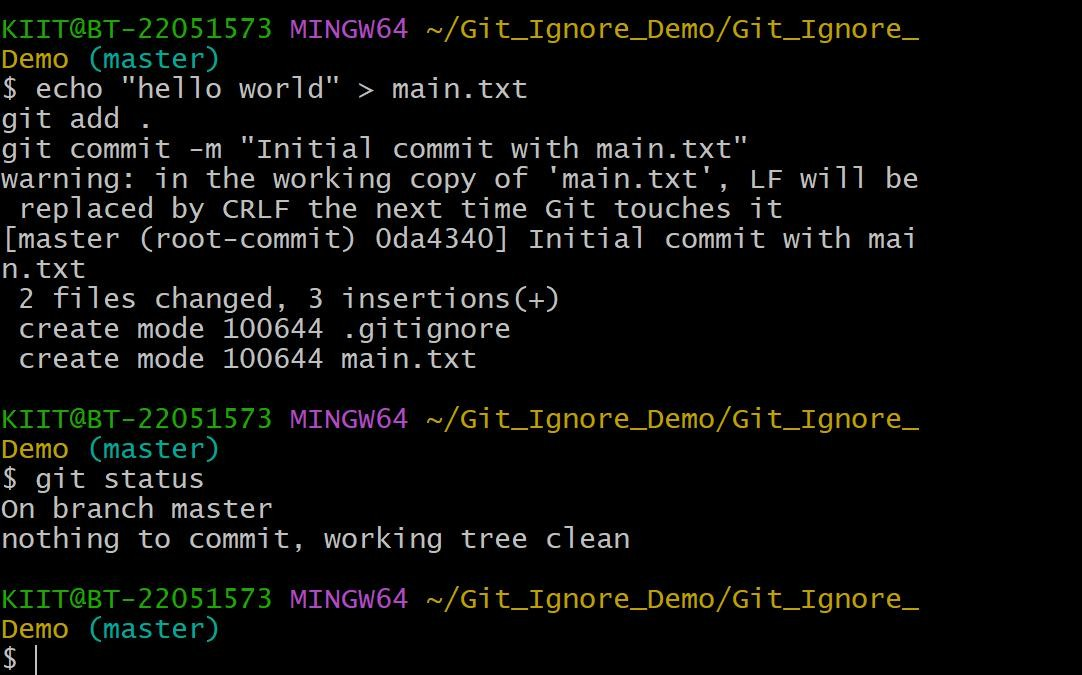 KIIT@BT-22051573 MINGW64 ~/Git_Ignore_Demo/Git_Ignore_
Demo (master)
$ echo "hello world" > main.txt
git add .
git commit -m "Initial commit with main.txt"
warning: in the working copy of 'main.txt', LF will be
 replaced by CRLF the next time Git touches it
[master (root-commit) 0da4340] Initial commit with mai
n.txt
 2 files changed, 3 insertions(+)
 create mode 100644 .gitignore
 create mode 100644 main.txt
KIIT@BT-22051573 MINGW64 ~/Git_Ignore_Demo/Git_Ignore_
Demo (master)
$ git status
On branch master
nothing to commit, working tree clean
KIIT@BT-22051573 MINGW64 ~/Git_Ignore_Demo/Git_Ignore_
Demo (master)
$